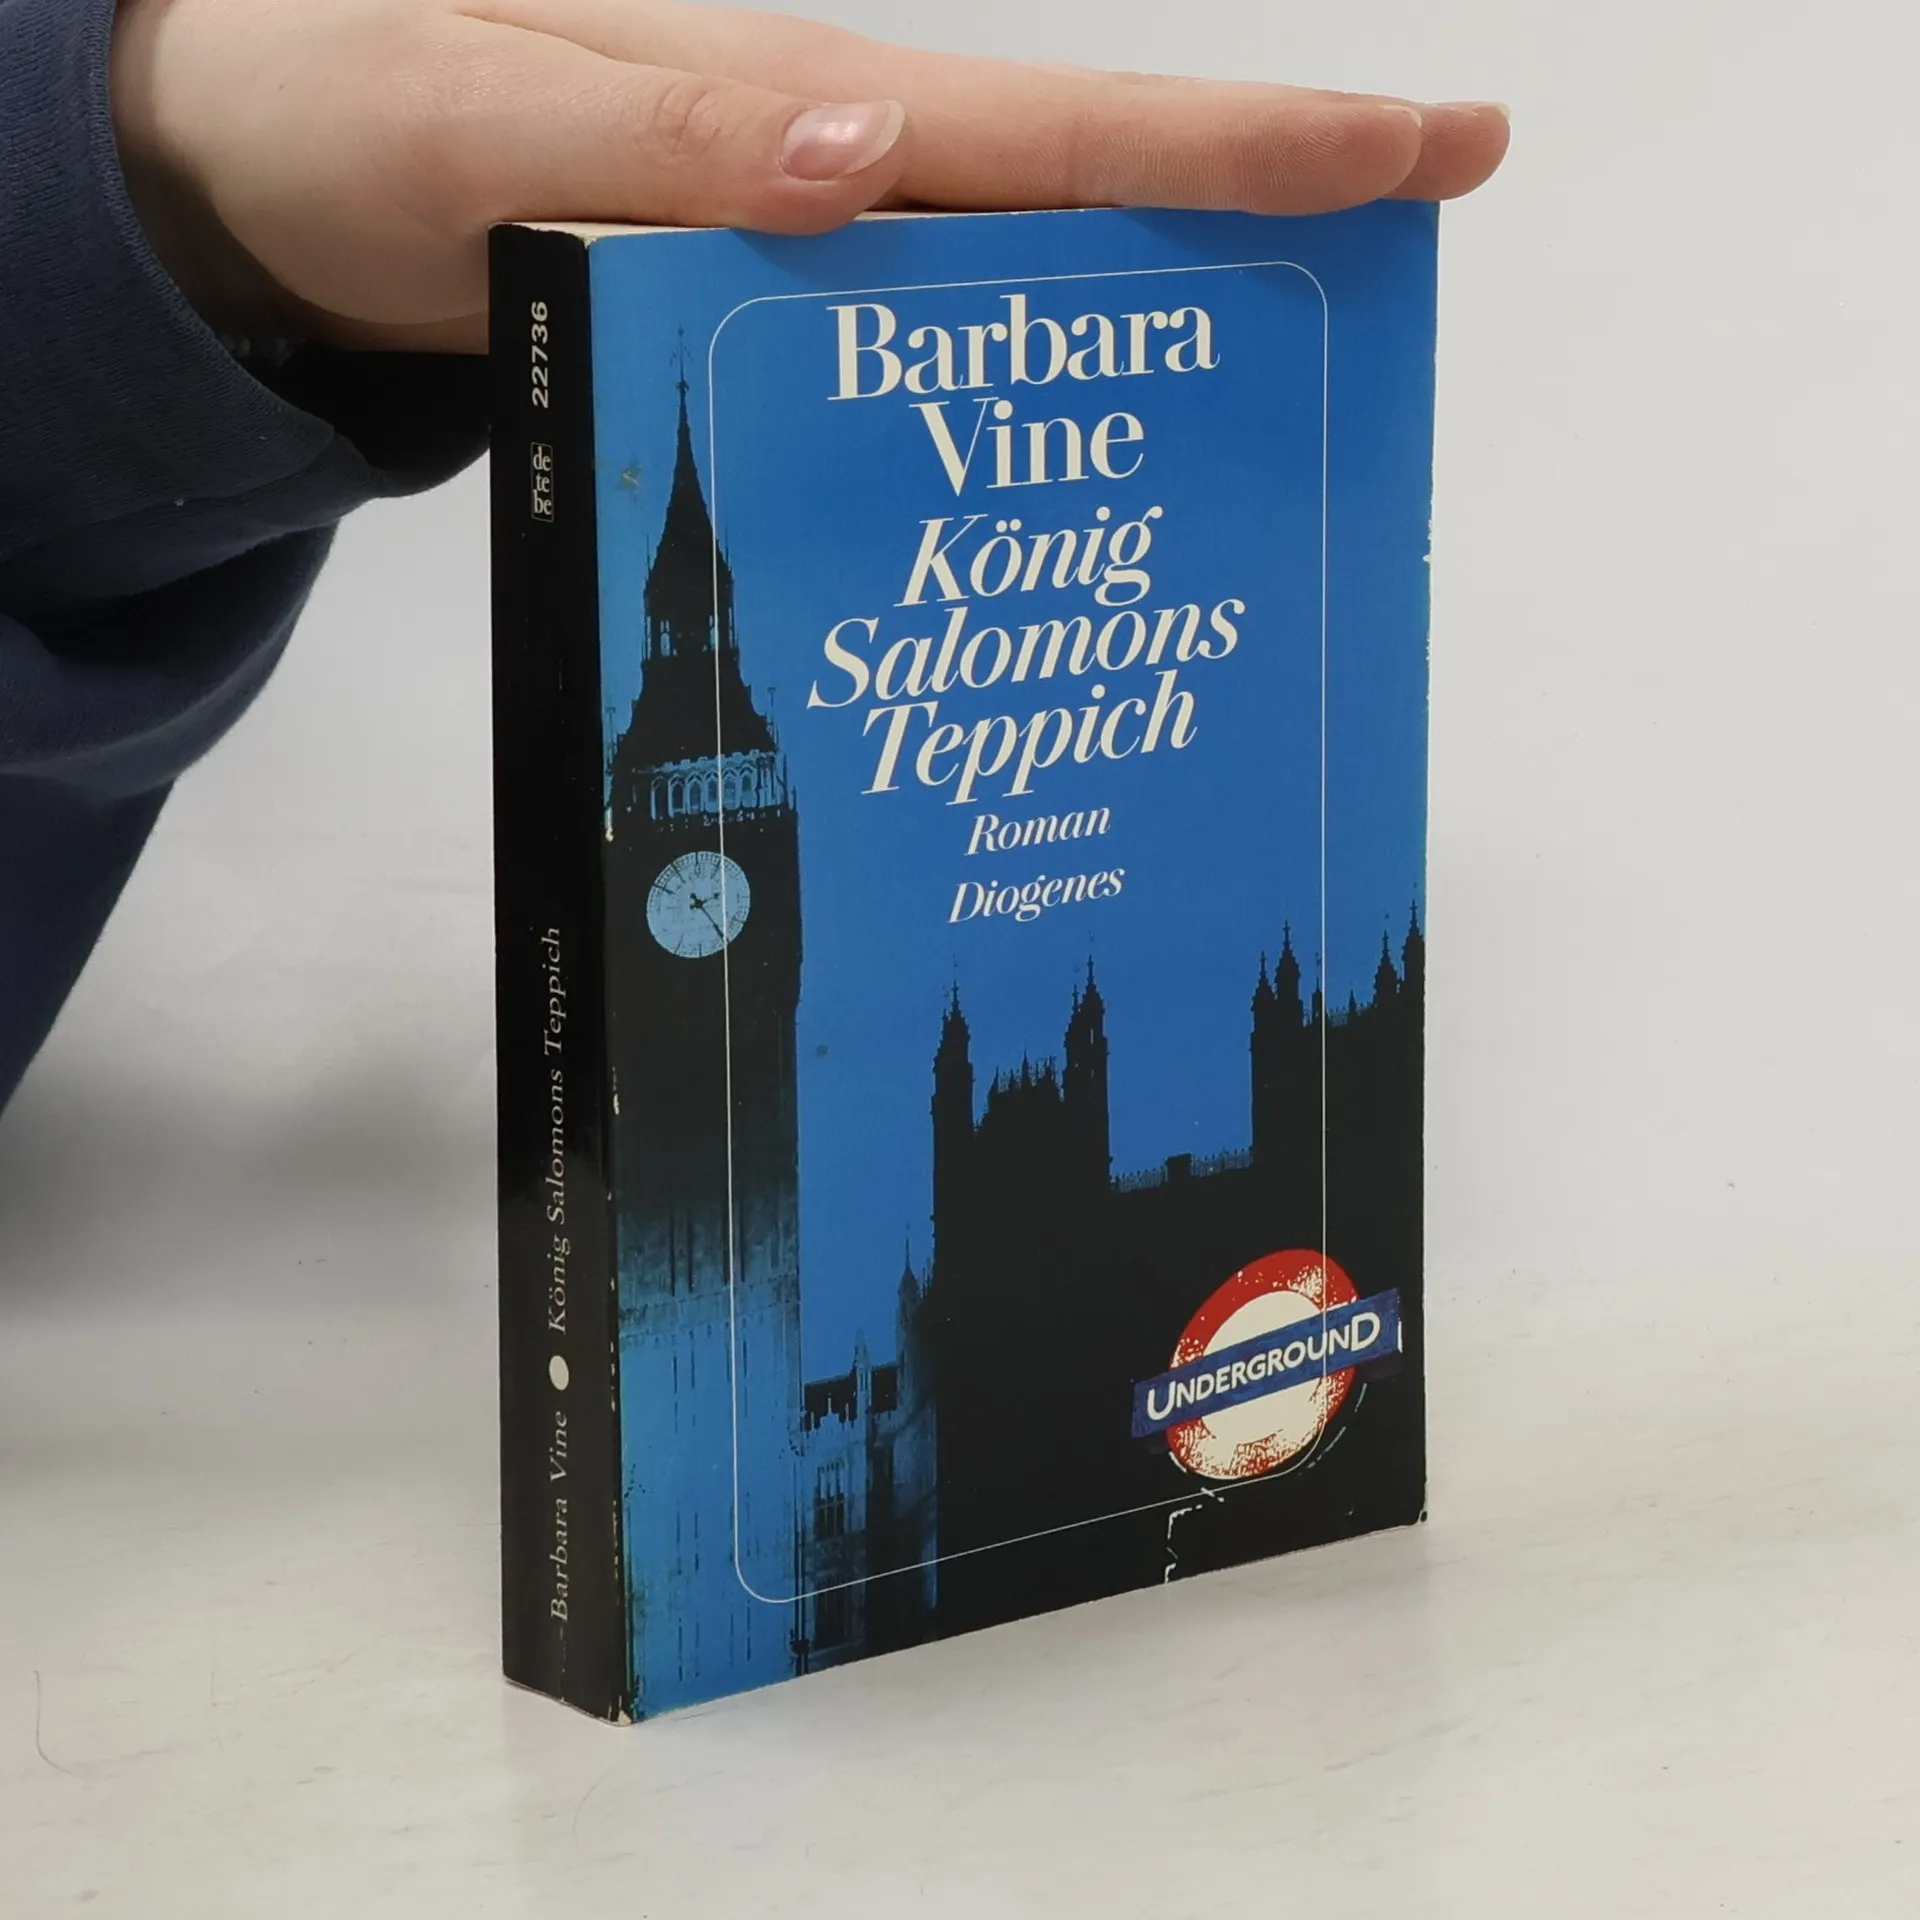 Barbara
Vine
König
Salomons
Teppich
Roman
Diogenes
UNDERGROUND
22736
de
te
be
Barbara Vine ● König Salomons Teppich